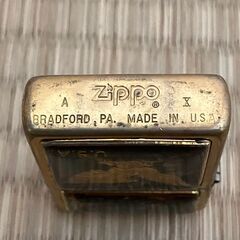 A Zippo X
BRADFORD, PA. MADE IN U.S.A